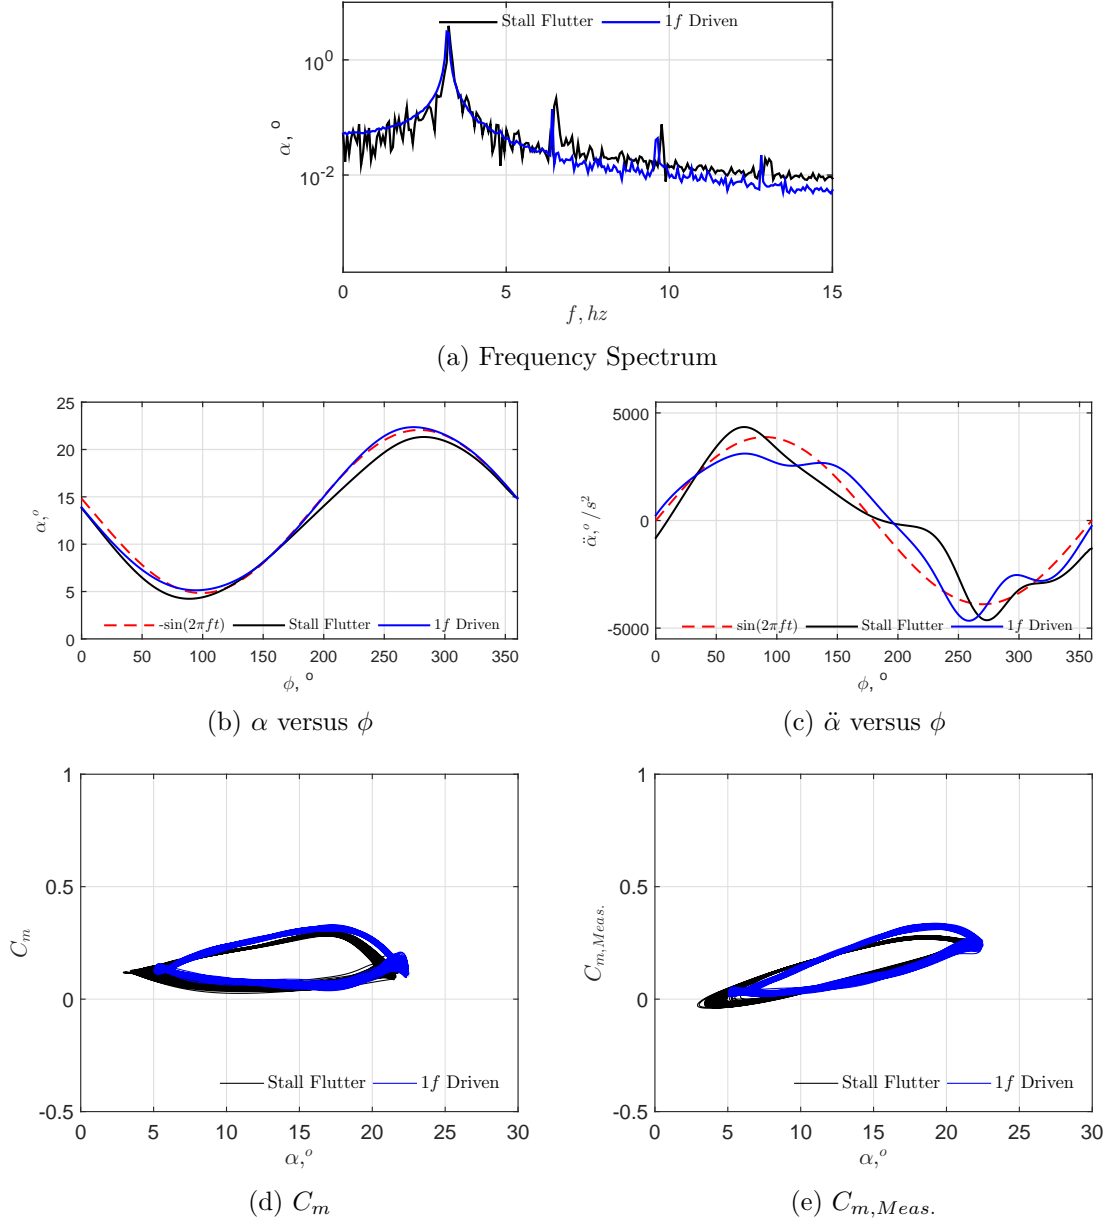 Stall Flutter 1f Driven
10^0
10^-2
α, °
0 5 10 15
f, hz
(a) Frequency Spectrum
25
20
15
10
5
0
α,°
-sin(2πft) Stall Flutter 1f Driven
0 50 100 150 200 250 300 350
ϕ, °
(b) α versus ϕ
5000
0
-5000
α̈,°/s²
sin(2πft) Stall Flutter 1f Driven
0 50 100 150 200 250 300 350
ϕ, °
(c) α̈ versus ϕ
1
0.5
0
-0.5
C_m
Stall Flutter 1f Driven
0 5 10 15 20 25 30
α,°
(d) C_m
1
0.5
0
-0.5
C_{m,Meas.}
Stall Flutter 1f Driven
0 5 10 15 20 25 30
α,°
(e) C_{m,Meas.}